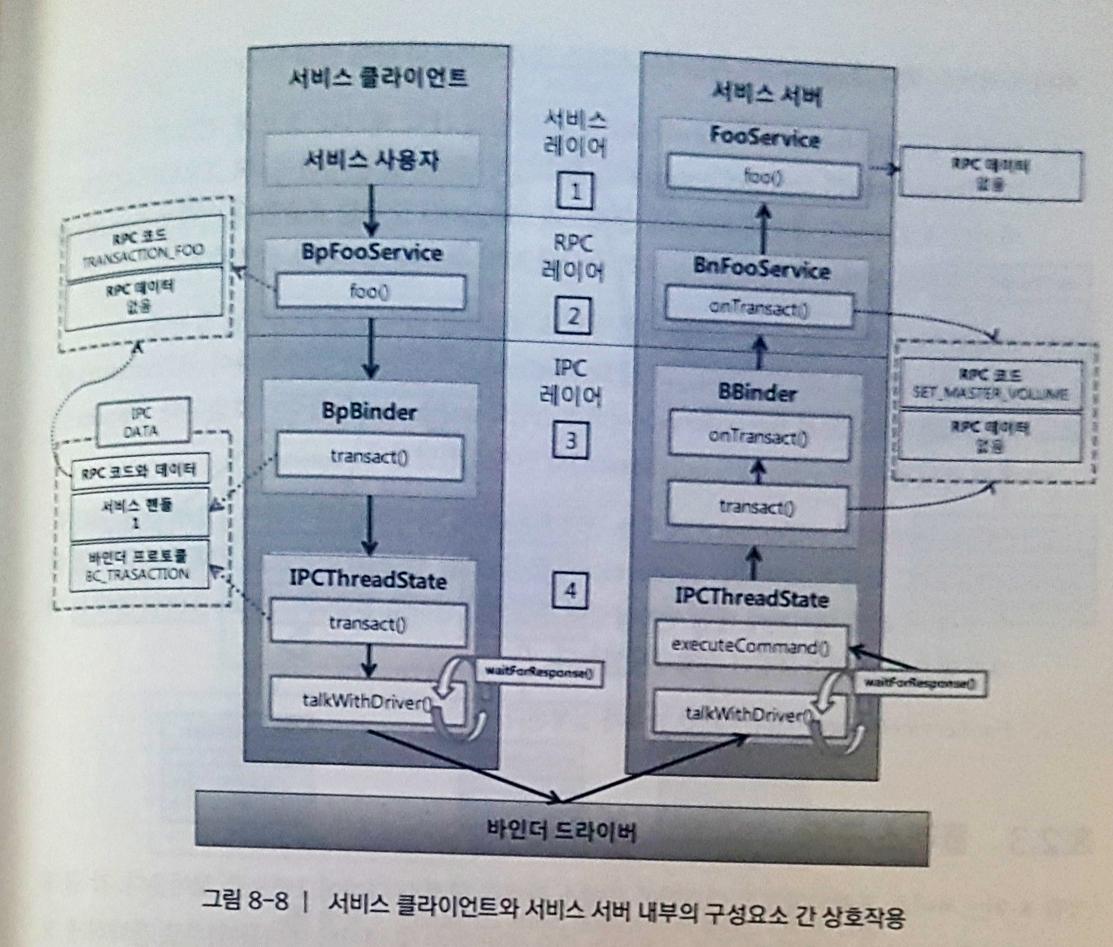 서비스 클라이언트
서비스 사용자
BpFooService
foo()
RPC 코드
TRANSACTION_FOO
RPC 데이터
없음
BpBinder
transact()
IPC
DATA
RPC 코드와 데이터
서비스 핸들
1
바인더 프로토콜
BC_TRASACTION
IPCThreadState
transact()
talkWithDriver()
waitForResponse()
서비스
레이어
1
RPC
레이어
2
IPC
레이어
3
4
서비스 서버
FooService
foo()
RPC 데이터
없음
BnFooService
onTransact()
RPC 코드
SET_MASTER_VOLUME
RPC 데이터
없음
BBinder
onTransact()
transact()
IPCThreadState
executeCommand()
waitForResponse()
talkWithDriver()
바인더 드라이버
그림 8-8 | 서비스 클라이언트와 서비스 서버 내부의 구성요소 간 상호작용